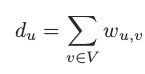 d_u = \sum_{v \in V} w_{u,v}